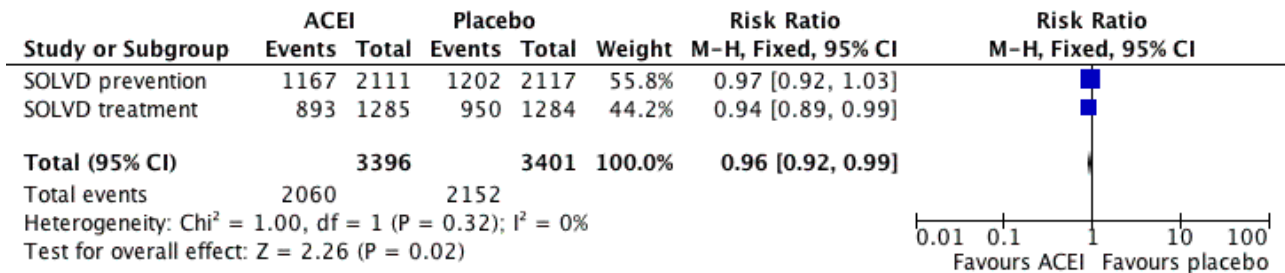 ACEI Placebo Risk Ratio Risk Ratio
Study or Subgroup Events Total Events Total Weight M-H, Fixed, 95% CI M-H, Fixed, 95% CI
SOLVD prevention 1167 2111 1202 2117 55.8% 0.97 [0.92, 1.03]
SOLVD treatment 893 1285 950 1284 44.2% 0.94 [0.89, 0.99]
Total (95% CI) 3396 3401 100.0% 0.96 [0.92, 0.99]
Total events 2060 2152
Heterogeneity: Chi² = 1.00, df = 1 (P = 0.32); I² = 0%
Test for overall effect: Z = 2.26 (P = 0.02)
0.01 0.1 1 10 100
Favours ACEI Favours placebo